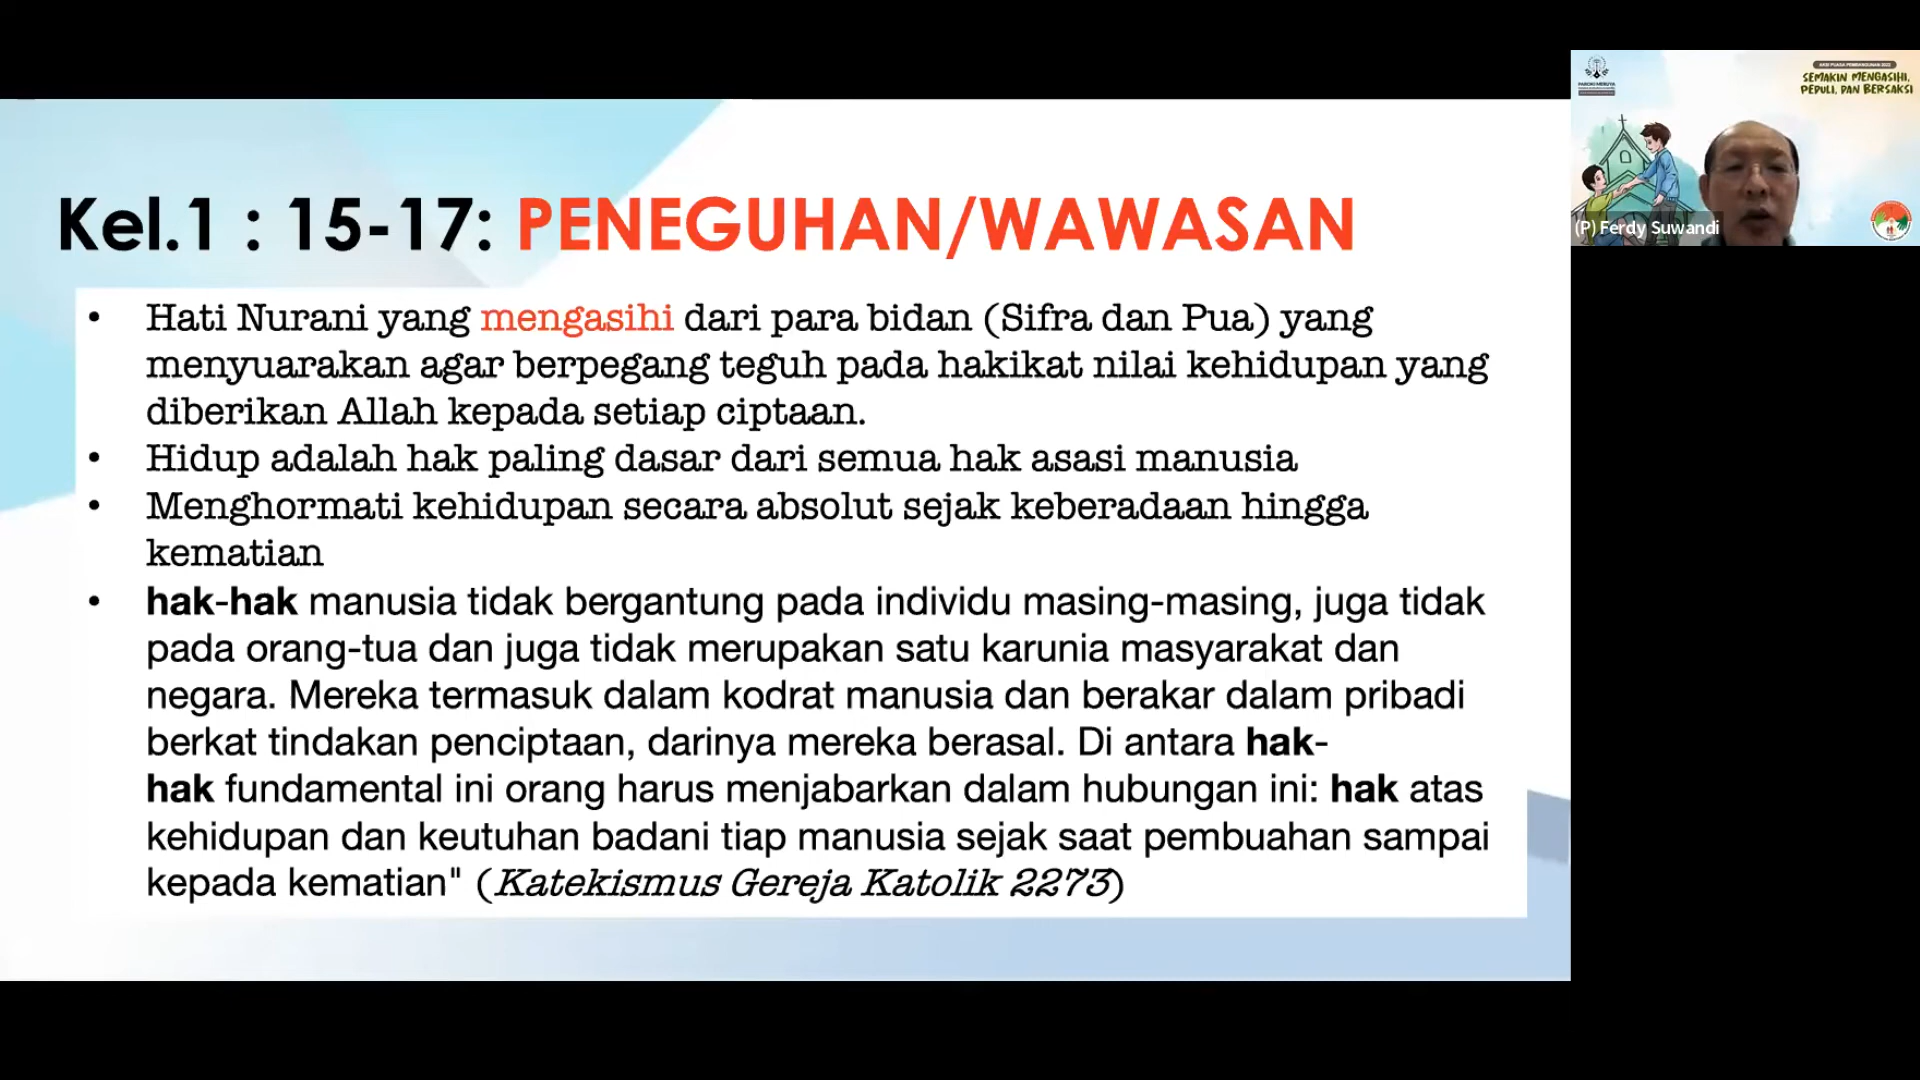 Kel.1 : 15-17: PENEGUHAN/WAWASAN
• Hati Nurani yang mengasihi dari para bidan (Sifra dan Pua) yang
menyuarakan agar berpegang teguh pada hakikat nilai kehidupan yang
diberikan Allah kepada setiap ciptaan.
• Hidup adalah hak paling dasar dari semua hak asasi manusia
• Menghormati kehidupan secara absolut sejak keberadaan hingga
kematian
• hak-hak manusia tidak bergantung pada individu masing-masing, juga tidak
pada orang-tua dan juga tidak merupakan satu karunia masyarakat dan
negara. Mereka termasuk dalam kodrat manusia dan berakar dalam pribadi
berkat tindakan penciptaan, darinya mereka berasal. Di antara hak-
hak fundamental ini orang harus menjabarkan dalam hubungan ini: hak atas
kehidupan dan keutuhan badani tiap manusia sejak saat pembuahan sampai
kepada kematian" (Katekismus Gereja Katolik 2273)
PAROKI MERUYA
AKSI PUASA PEMBANGUNAN 2022
SEMAKIN MENGASIHI,
PEDULI, DAN BERSAKSI
(P) Ferdy Suwandi